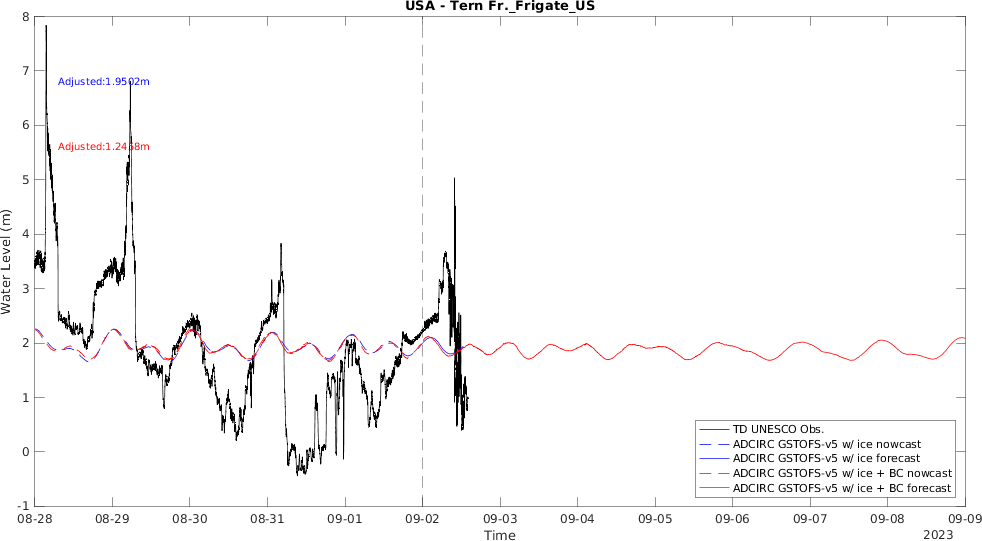 USA - Tern Fr._Frigate_US
8
7
6
5
4
3
2
1
0
-1
Water Level (m)
Adjusted:1.9502m
Adjusted:1.2458m
TD UNESCO Obs.
ADCIRC GSTOFS-v5 w/ ice nowcast
ADCIRC GSTOFS-v5 w/ ice forecast
ADCIRC GSTOFS-v5 w/ ice + BC nowcast
ADCIRC GSTOFS-v5 w/ ice + BC forecast
08-28 08-29 08-30 08-31 09-01 09-02 09-03 09-04 09-05 09-06 09-07 09-08 09-09
Time
2023